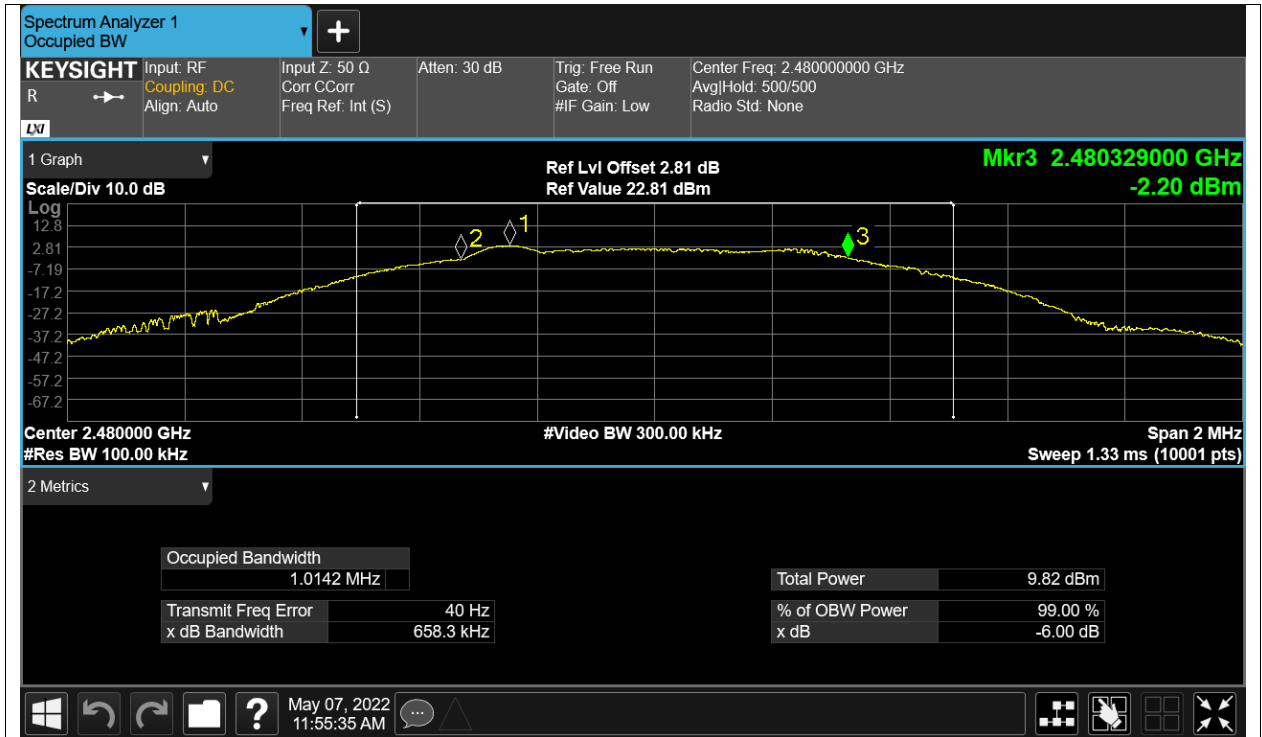 Spectrum Analyzer 1
Occupied BW
KEYSIGHT Input: RF Input Z: 50 Ω Atten: 30 dB Trig: Free Run Center Freq: 2.480000000 GHz
R Coupling: DC Corr CCorr Gate: Off Avg|Hold: 500/500
Align: Auto Freq Ref: Int (S) #IF Gain: Low Radio Std: None
LXI
1 Graph Ref Lvl Offset 2.81 dB Mkr3 2.480329000 GHz
Scale/Div 10.0 dB Ref Value 22.81 dBm -2.20 dBm
Log
12.8
2.81
-7.19
-17.2
-27.2
-37.2
-47.2
-57.2
-67.2
2 1 3
Center 2.480000 GHz #Video BW 300.00 kHz Span 2 MHz
#Res BW 100.00 kHz Sweep 1.33 ms (10001 pts)
2 Metrics
Occupied Bandwidth
1.0142 MHz Total Power 9.82 dBm
Transmit Freq Error 40 Hz % of OBW Power 99.00 %
x dB Bandwidth 658.3 kHz x dB -6.00 dB
? May 07, 2022
11:55:35 AM